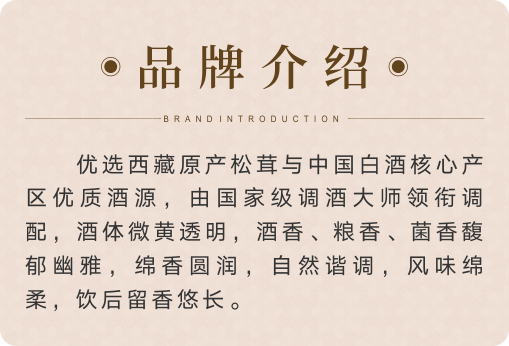 品牌介绍
BRAND INTRODUCTION
优选西藏原产松茸与中国白酒核心产
区优质酒源，由国家级调酒大师领衔调
配，酒体微黄透明，酒香、粮香、菌香馥
郁幽雅，绵香圆润，自然谐调，风味绵
柔，饮后留香悠长。